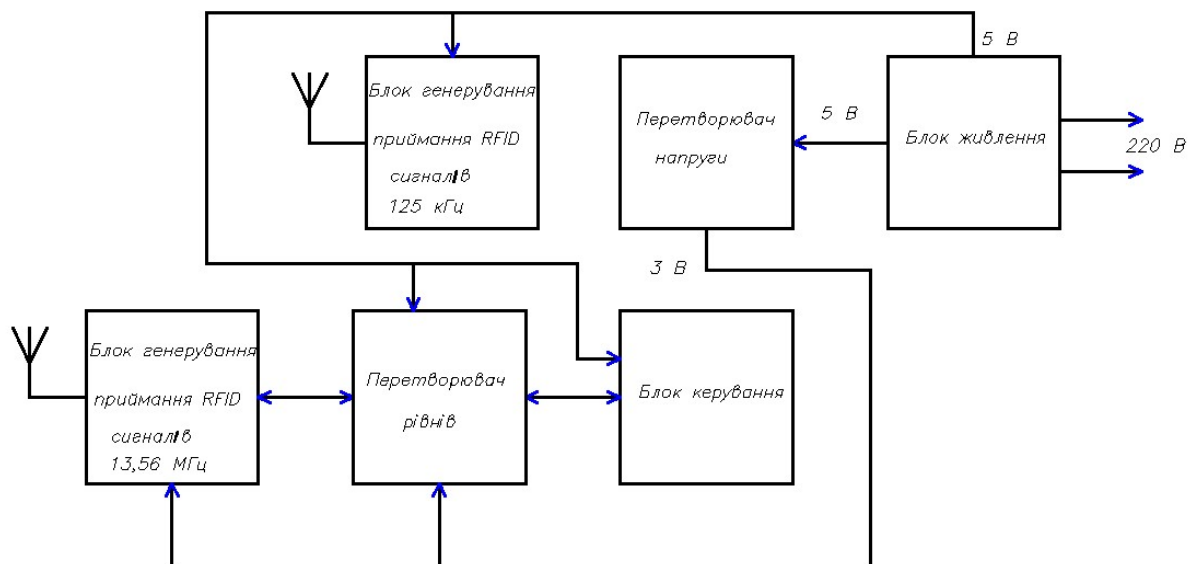 5 В
Блок генерування
приймання RFID
сигналів
125 кГц
Перетворювач
напруги
5 В
Блок живлення
220 В
3 В
Блок генерування
приймання RFID
сигналів
13,56 МГц
Перетворювач
рівнів
Блок керування